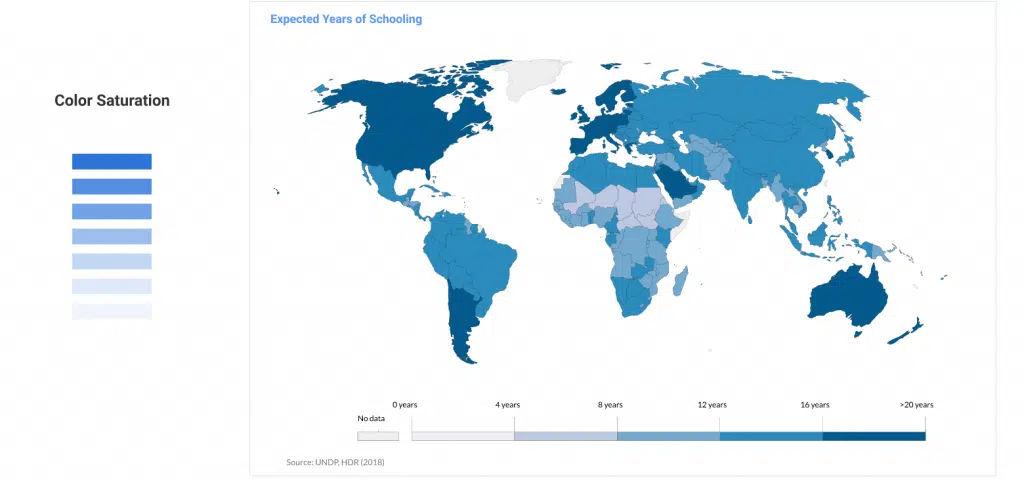 Expected Years of Schooling
Color Saturation
0 years 4 years 8 years 12 years 16 years >20 years
No data
Source: UNDP, HDR (2018)